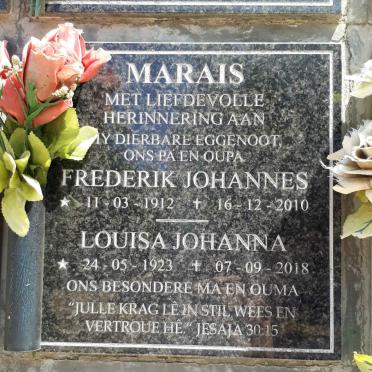 MARAIS
MET LIEFDEVOLLE
HERINNERING AAN
MY DIERBARE EGGENOOT,
ONS PA EN OUPA
FREDERIK JOHANNES
★ 11-03-1912 ✝ 16-12-2010
LOUISA JOHANNA
★ 24-05-1923 ✝ 07-09-2018
ONS BESONDERE MA EN OUMA
"JULLE KRAG LÊ IN STIL WEES EN
VERTROUE HÊ." JESAJA 30:15